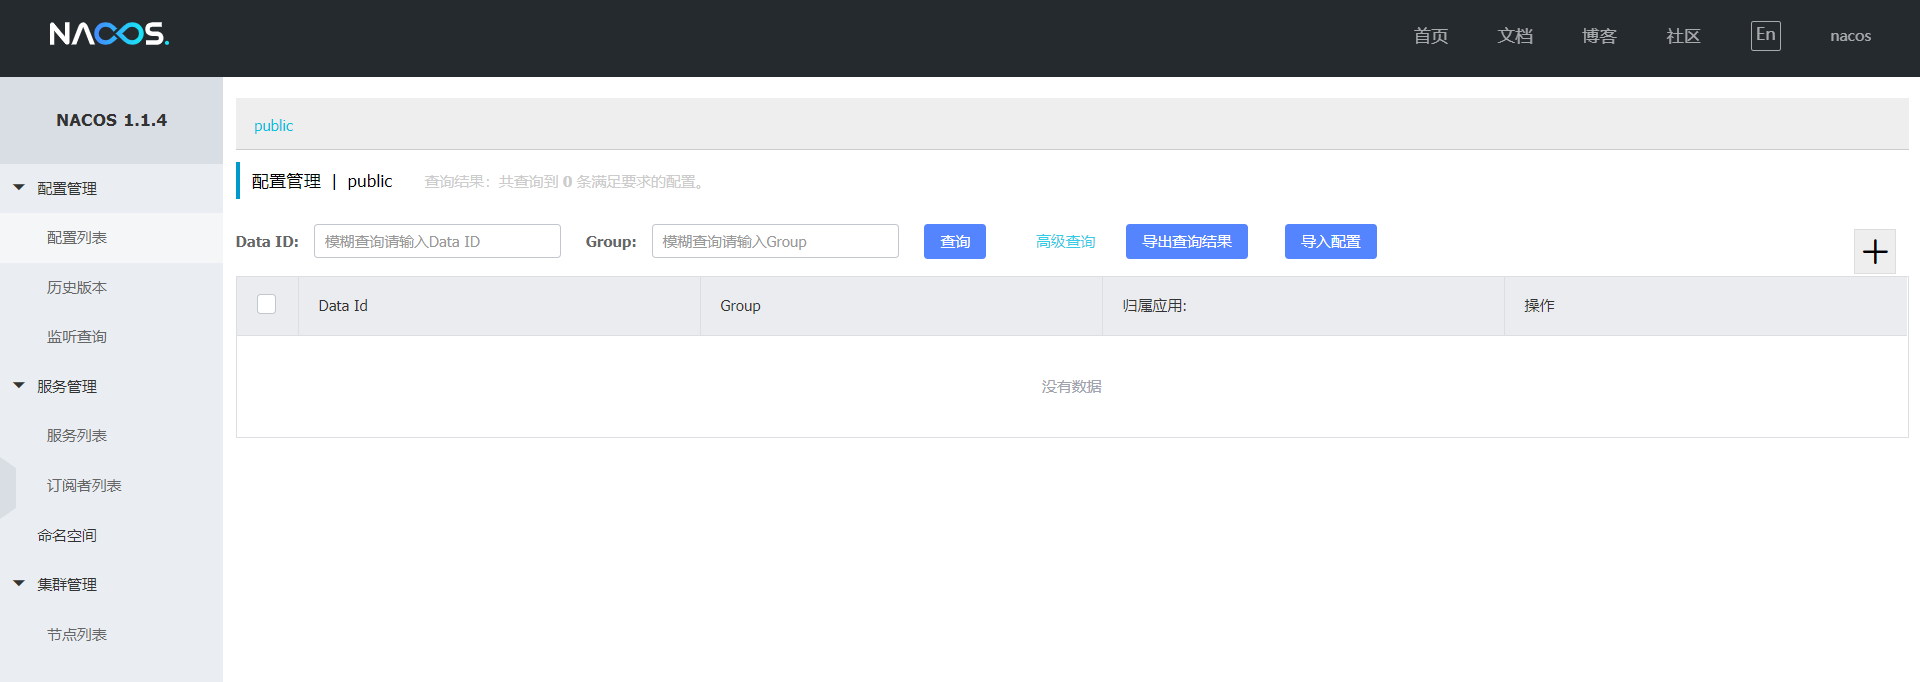 NACOS.
首页 文档 博客 社区 En nacos
NACOS 1.1.4
配置管理
配置列表
历史版本
监听查询
服务管理
服务列表
订阅者列表
命名空间
集群管理
节点列表
public
配置管理 | public 查询结果：共查询到 0 条满足要求的配置。
Data ID: 模糊查询请输入Data ID Group: 模糊查询请输入Group 查询 高级查询 导出查询结果 导入配置
Data Id Group 归属应用: 操作
没有数据